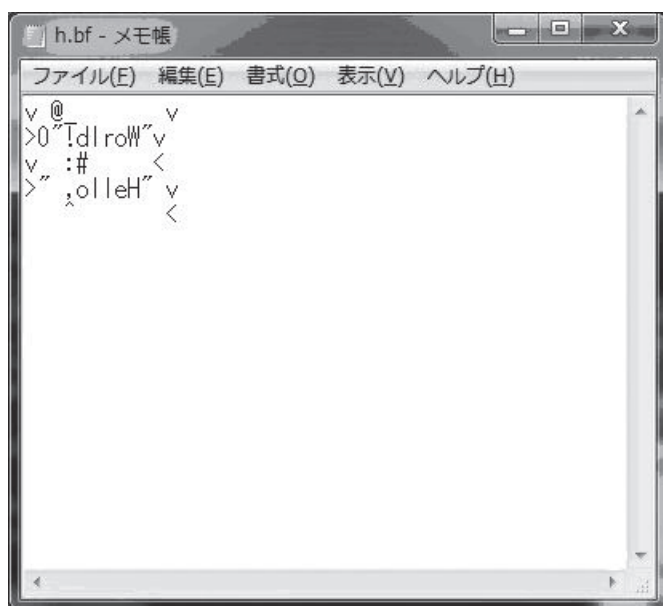 h.bf - メモ帳
ファイル(F) 編集(E) 書式(O) 表示(V) ヘルプ(H)
v @_       v
>0"!dlroW"v
v  :#     <
>" ,olleH" v
   ^       <